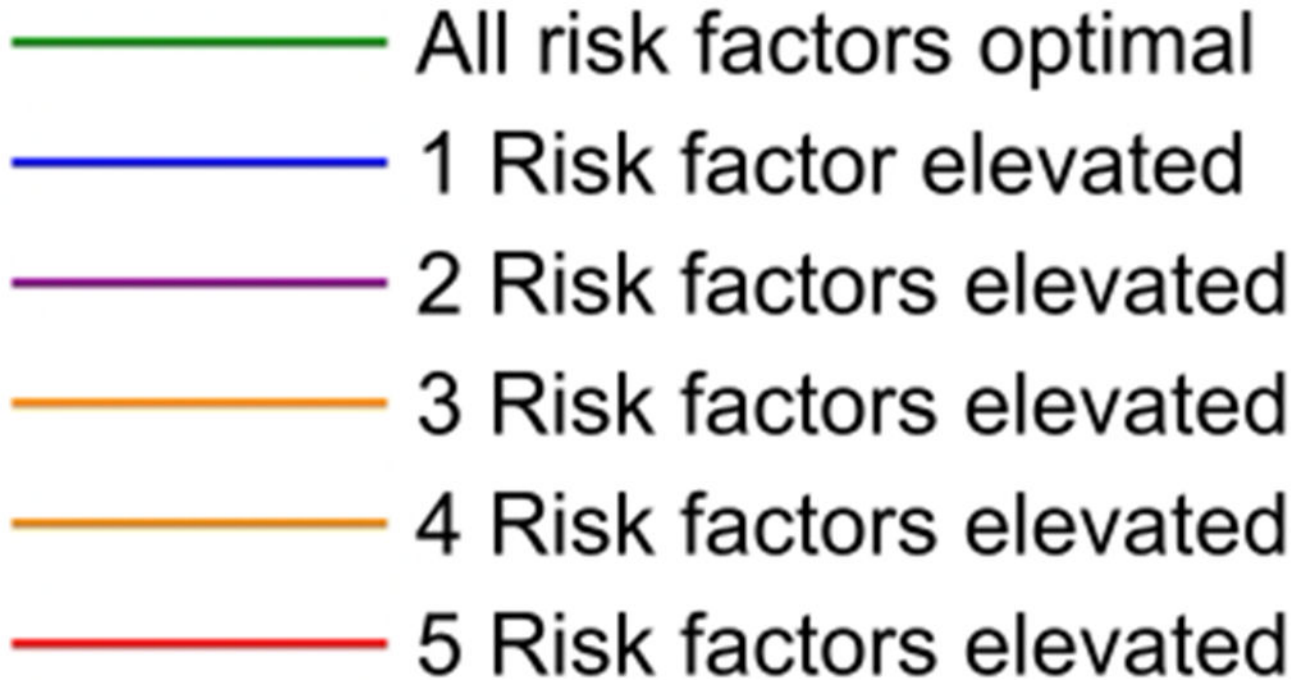 All risk factors optimal
1 Risk factor elevated
2 Risk factors elevated
3 Risk factors elevated
4 Risk factors elevated
5 Risk factors elevated